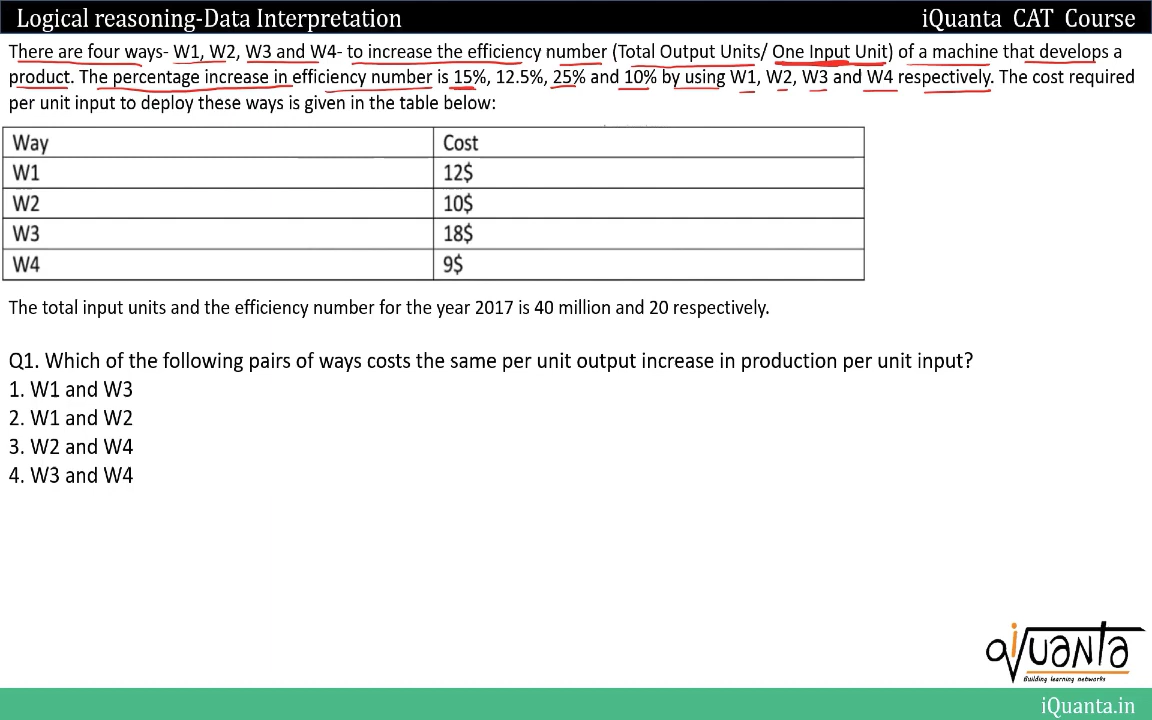 Logical reasoning-Data Interpretation
iQuanta CAT Course
There are four ways- W1, W2, W3 and W4- to increase the efficiency number (Total Output Units/ One Input Unit) of a machine that develops a
product. The percentage increase in efficiency number is 15%, 12.5%, 25% and 10% by using W1, W2, W3 and W4 respectively. The cost required
per unit input to deploy these ways is given in the table below:
Way Cost
W1 12$
W2 10$
W3 18$
W4 9$
The total input units and the efficiency number for the year 2017 is 40 million and 20 respectively.
Q1. Which of the following pairs of ways costs the same per unit output increase in production per unit input?
1. W1 and W3
2. W1 and W2
3. W2 and W4
4. W3 and W4
iQuanta
Building learning networks
iQuanta.in